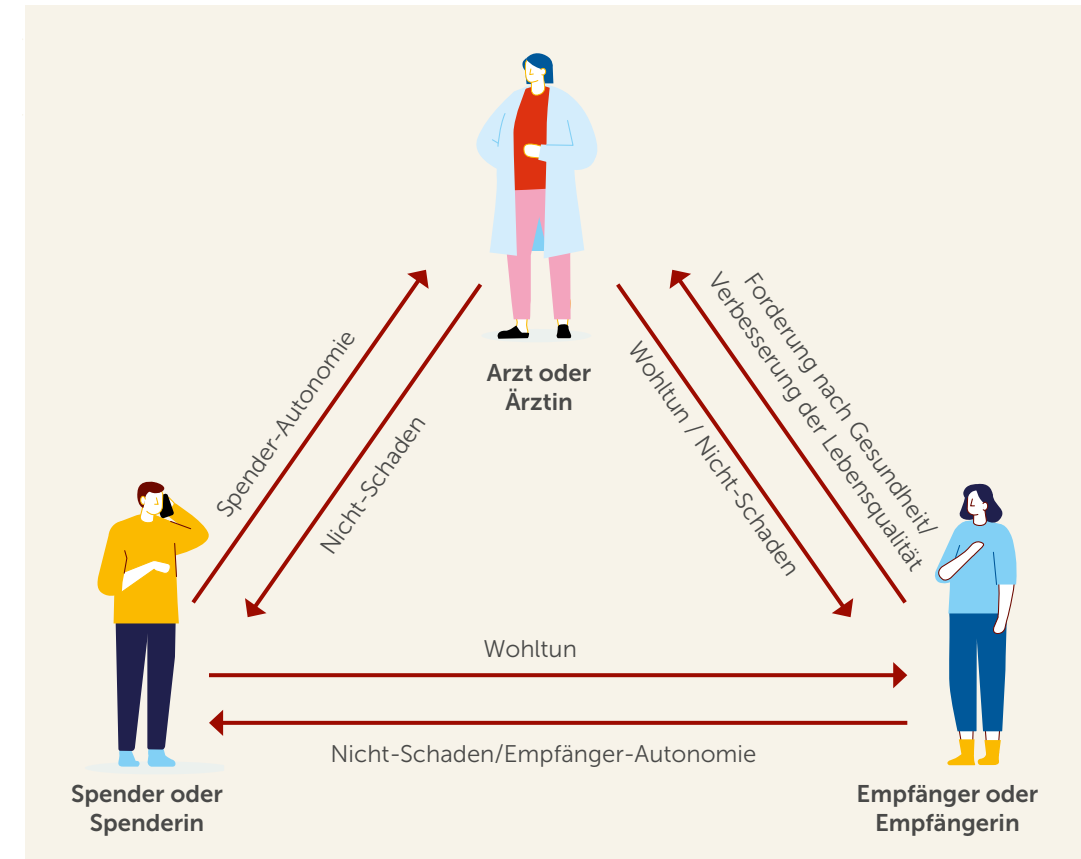 Arzt oder
Ärztin
Spender-Autonomie
Nicht-Schaden
Wohltun / Nicht-Schaden
Forderung nach Gesundheit/
Verbesserung der Lebensqualität
Wohltun
Nicht-Schaden/Empfänger-Autonomie
Spender oder
Spenderin
Empfänger oder
Empfängerin